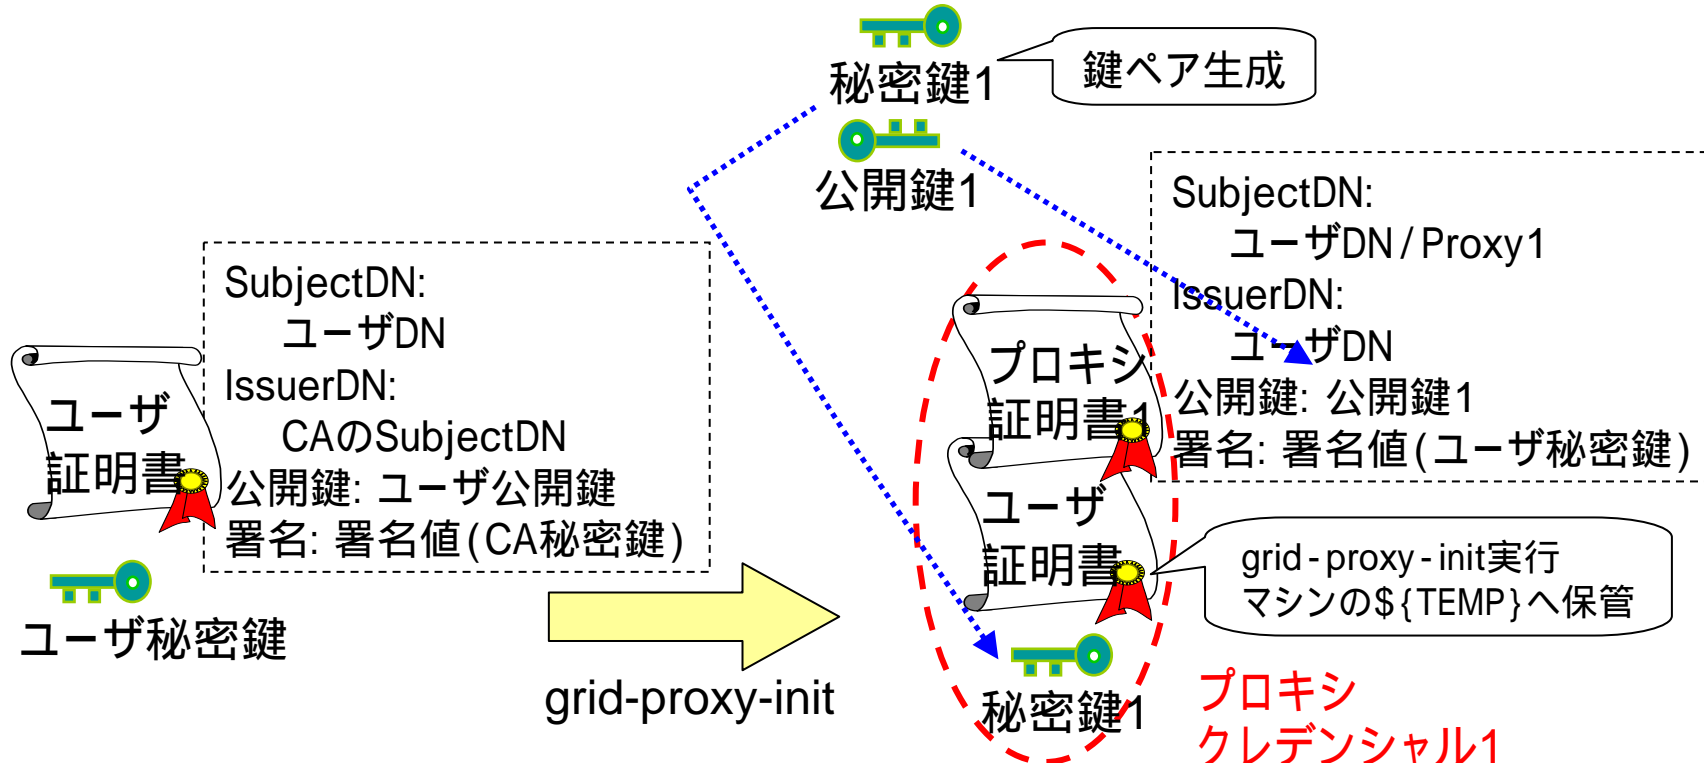 秘密鍵1
鍵ペア生成
公開鍵1
SubjectDN:
ユーザDN/Proxy1
IssuerDN:
ユーザDN
公開鍵: 公開鍵1
署名: 署名値(ユーザ秘密鍵)
SubjectDN:
ユーザDN
IssuerDN:
CAのSubjectDN
公開鍵: ユーザ公開鍵
署名: 署名値(CA秘密鍵)
ユーザ
証明書
ユーザ秘密鍵
grid-proxy-init
プロキシ
証明書1
ユーザ
証明書
秘密鍵1
grid-proxy-init実行
マシンの${TEMP}へ保管
プロキシ
クレデンシャル1